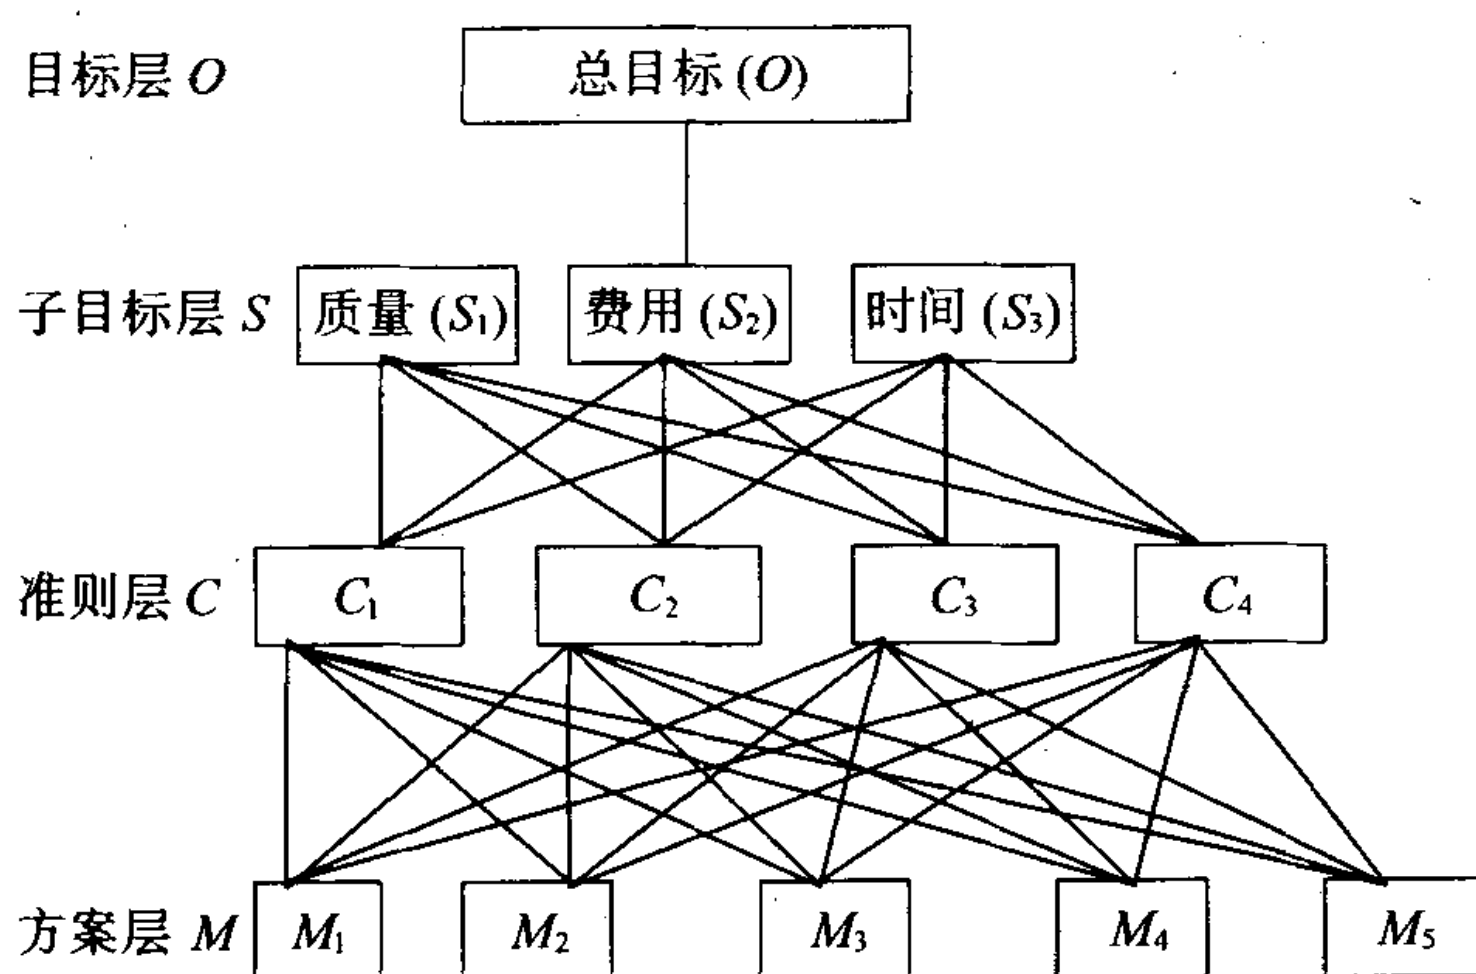 目标层 O 总目标 (O)
子目标层 S 质量 (S₁) 费用 (S₂) 时间 (S₃)
准则层 C C₁ C₂ C₃ C₄
方案层 M M₁ M₂ M₃ M₄ M₅